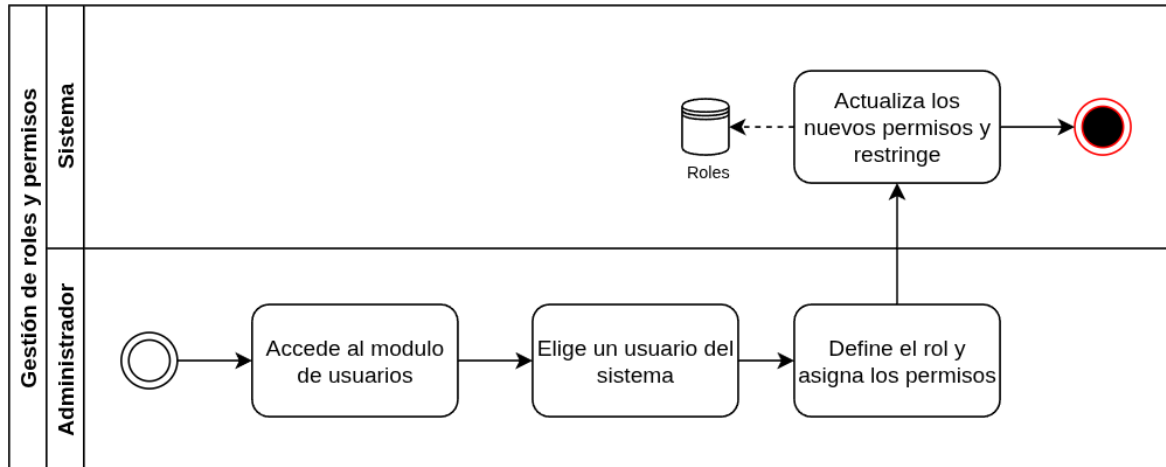 Gestión de roles y permisos
Sistema
Actualiza los
nuevos permisos y
restringe
Roles
Administrador
Accede al modulo
de usuarios
Elige un usuario del
sistema
Define el rol y
asigna los permisos